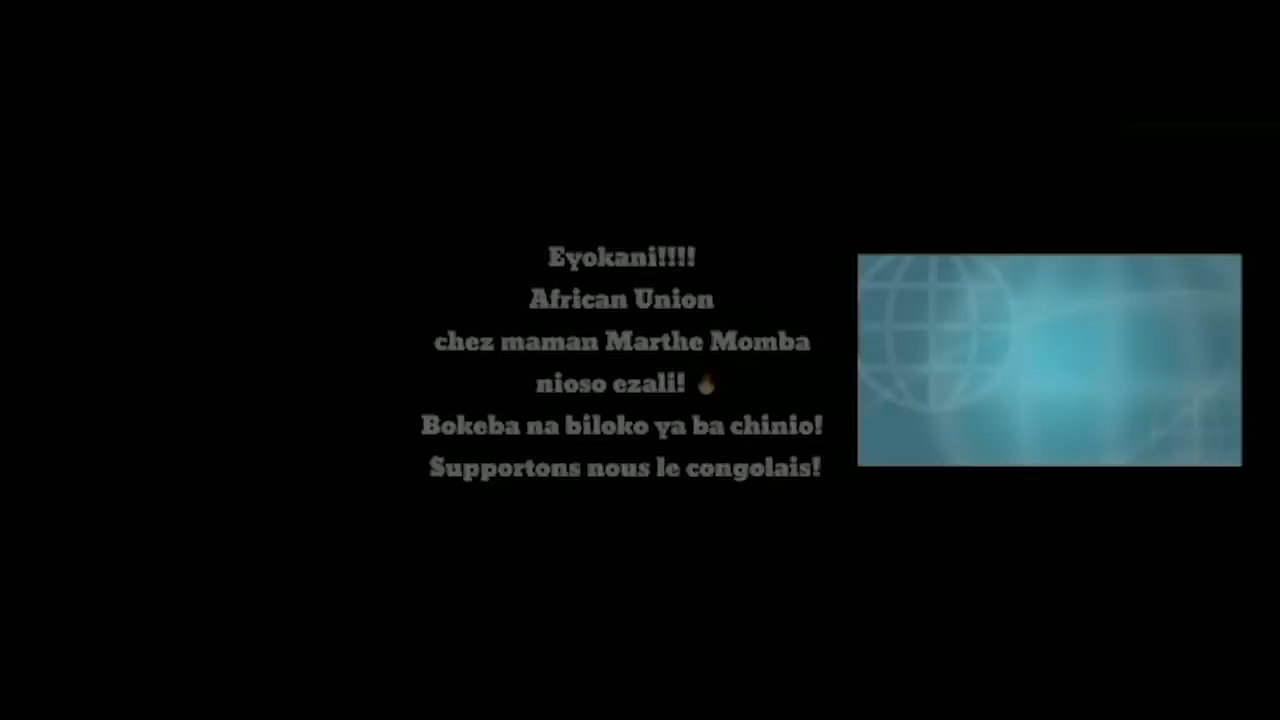 Eyokani!!!!
African Union
chez maman Marthe Momba
nioso ezali! 🔥
Bokeba na biloko ya ba chinio!
Supportons nous le congolais!